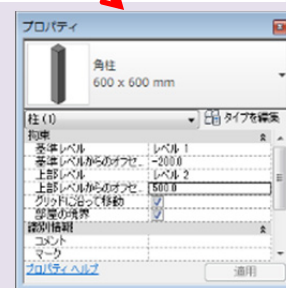 プロパティ
角柱
600 x 600 mm
柱 (1) タイプを編集
拘束
基準レベル レベル 1
基準レベルからのオフセ... -200.0
上部レベル レベル 2
上部レベルからのオフセ... 500.0
グリッドに沿って移動
部屋の境界
識別情報
コメント
マーク
プロパティ ヘルプ 適用